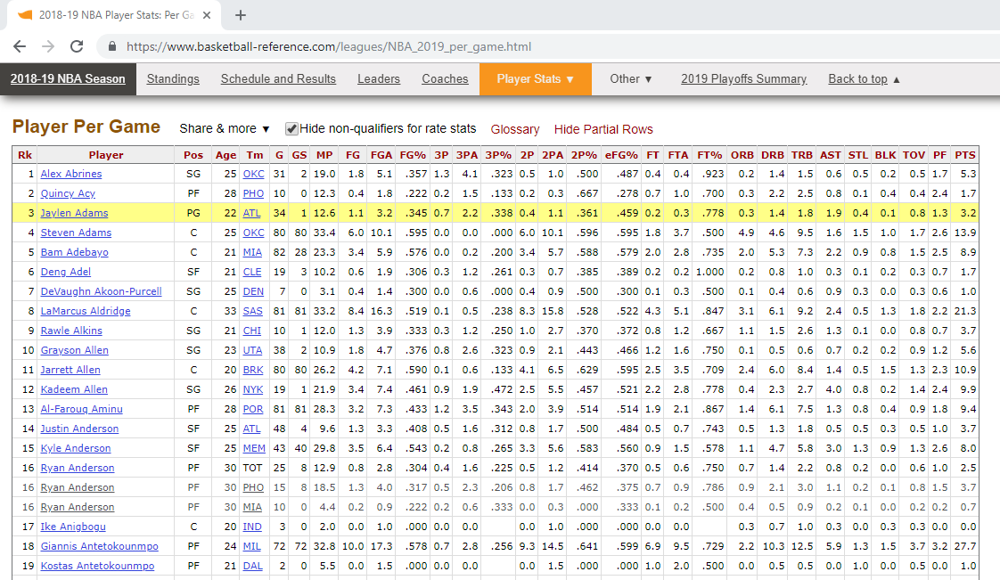 2018-19 NBA Player Stats: Per Ga
https://www.basketball-reference.com/leagues/NBA_2019_per_game.html
2018-19 NBA Season Standings Schedule and Results Leaders Coaches Player Stats ▼ Other ▼ 2019 Playoffs Summary Back to top ▲
Player Per Game Share & more ▼ Hide non-qualifiers for rate stats Glossary Hide Partial Rows
Rk Player Pos Age Tm G GS MP FG FGA FG% 3P 3PA 3P% 2P 2PA 2P% eFG% FT FTA FT% ORB DRB TRB AST STL BLK TOV PF PTS
1 Alex Abrines SG 25 OKC 31 2 19.0 1.8 5.1 .357 1.3 4.1 .323 0.5 1.0 .500 .487 0.4 0.4 .923 0.2 1.4 1.5 0.6 0.5 0.2 0.5 1.7 5.3
2 Quincy Acy PF 28 PHO 10 0 12.3 0.4 1.8 .222 0.2 1.5 .133 0.2 0.3 .667 .278 0.7 1.0 .700 0.3 2.2 2.5 0.8 0.1 0.4 0.4 2.4 1.7
3 Jaylen Adams PG 22 ATL 34 1 12.6 1.1 3.2 .345 0.7 2.2 .338 0.4 1.1 .361 .459 0.2 0.3 .778 0.3 1.4 1.8 1.9 0.4 0.1 0.8 1.3 3.2
4 Steven Adams C 25 OKC 80 80 33.4 6.0 10.1 .595 0.0 0.0 .000 6.0 10.1 .596 .595 1.8 3.7 .500 4.9 4.6 9.5 1.6 1.5 1.0 1.7 2.6 13.9
5 Bam Adebayo C 21 MIA 82 28 23.3 3.4 5.9 .576 0.0 0.2 .200 3.4 5.7 .588 .579 2.0 2.8 .735 2.0 5.3 7.3 2.2 0.9 0.8 1.5 2.5 8.9
6 Deng Adel SF 21 CLE 19 3 10.2 0.6 1.9 .306 0.3 1.2 .261 0.3 0.7 .385 .389 0.2 0.2 1.000 0.2 0.8 1.0 0.3 0.1 0.2 0.3 0.7 1.7
7 DeVaughn Akoon-Purcell SG 25 DEN 7 0 3.1 0.4 1.4 .300 0.0 0.6 .000 0.4 0.9 .500 .300 0.1 0.3 .500 0.1 0.4 0.6 0.9 0.3 0.0 0.3 0.6 1.0
8 LaMarcus Aldridge C 33 SAS 81 81 33.2 8.4 16.3 .519 0.1 0.5 .238 8.3 15.8 .528 .522 4.3 5.1 .847 3.1 6.1 9.2 2.4 0.5 1.3 1.8 2.2 21.3
9 Rawle Alkins SG 21 CHI 10 1 12.0 1.3 3.9 .333 0.3 1.2 .250 1.0 2.7 .370 .372 0.8 1.2 .667 1.1 1.5 2.6 1.3 0.1 0.0 0.8 0.7 3.7
10 Grayson Allen SG 23 UTA 38 2 10.9 1.8 4.7 .376 0.8 2.6 .323 0.9 2.1 .443 .466 1.2 1.6 .750 0.1 0.5 0.6 0.7 0.2 0.2 0.9 1.2 5.6
11 Jarrett Allen C 20 BRK 80 80 26.2 4.2 7.1 .590 0.1 0.6 .133 4.1 6.5 .629 .595 2.5 3.5 .709 2.4 6.0 8.4 1.4 0.5 1.5 1.3 2.3 10.9
12 Kadeem Allen SG 26 NYK 19 1 21.9 3.4 7.4 .461 0.9 1.9 .472 2.5 5.5 .457 .521 2.2 2.8 .778 0.4 2.3 2.7 4.0 0.8 0.2 1.4 2.4 9.9
13 Al-Farouq Aminu PF 28 POR 81 81 28.3 3.2 7.3 .433 1.2 3.5 .343 2.0 3.9 .514 .514 1.9 2.1 .867 1.4 6.1 7.5 1.3 0.8 0.4 0.9 1.8 9.4
14 Justin Anderson SF 25 ATL 48 4 9.6 1.3 3.3 .408 0.5 1.6 .312 0.8 1.7 .500 .484 0.5 0.7 .743 0.5 1.3 1.8 0.5 0.5 0.3 0.5 1.0 3.7
15 Kyle Anderson SF 25 MEM 43 40 29.8 3.5 6.4 .543 0.2 0.8 .265 3.3 5.6 .583 .560 0.9 1.5 .578 1.1 4.7 5.8 3.0 1.3 0.9 1.3 2.6 8.0
16 Ryan Anderson PF 30 TOT 25 8 12.9 0.8 2.8 .304 0.4 1.6 .225 0.5 1.2 .414 .370 0.5 0.6 .750 0.7 1.4 2.2 0.8 0.2 0.0 0.6 1.0 2.5
16 Ryan Anderson PF 30 PHO 15 8 18.5 1.3 4.0 .317 0.5 2.3 .206 0.8 1.7 .462 .375 0.7 0.9 .786 0.9 2.1 3.0 1.1 0.2 0.1 0.8 1.5 3.7
16 Ryan Anderson PF 30 MIA 10 0 4.4 0.2 0.9 .222 0.2 0.6 .333 0.0 0.3 .000 .333 0.1 0.2 .500 0.4 0.5 0.9 0.2 0.1 0.0 0.2 0.2 0.7
17 Ike Anigbogu C 20 IND 3 0 2.0 0.0 1.0 .000 0.0 0.0 0.0 1.0 .000 .000 0.0 0.0 0.3 0.7 1.0 0.3 0.0 0.3 0.3 0.0 0.0
18 Giannis Antetokounmpo PF 24 MIL 72 72 32.8 10.0 17.3 .578 0.7 2.8 .256 9.3 14.5 .641 .599 6.9 9.5 .729 2.2 10.3 12.5 5.9 1.3 1.5 3.7 3.2 27.7
19 Kostas Antetokounmpo PF 21 DAL 2 0 5.5 0.0 1.5 .000 0.0 0.0 0.0 1.5 .000 .000 1.0 2.0 .500 0.5 0.5 0.5 0.0 1.0 0.0 0.5 0.0 1.0